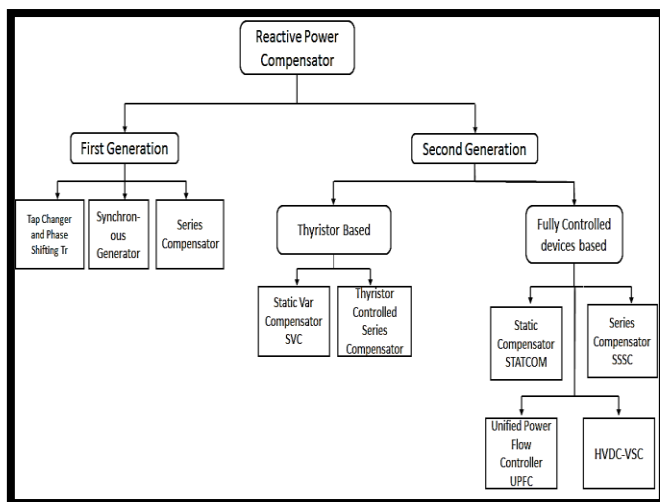 Reactive Power
Compensator
First Generation
Second Generation
Tap Changer
and Phase
Shifting Tr
Synchron-
ous
Generator
Series
Compensator
Thyristor Based
Fully Controlled
devices based
Static Var
Compensator
SVC
Thyristor
Controlled
Series
Compensator
Static
Compensator
STATCOM
Series
Compensator
SSSC
Unified Power
Flow
Controller
UPFC
HVDC-VSC